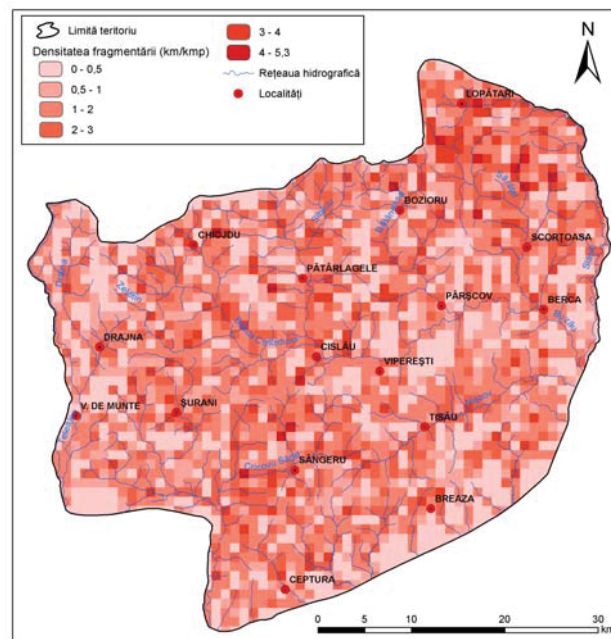 Limită teritoriu
Densitatea fragmentării (km/kmp)
0 - 0,5
0,5 - 1
1 - 2
2 - 3
3 - 4
4 - 5,3
Rețeaua hidrografică
Localități
N
LOPĂTARI
BOZIORU
CHIOJDU
SCORȚOASA
PĂTÂRLAGELE
PÂRȘCOV
BERCA
Buzău
DRAJNA
CISLĂU
VIPEREȘTI
V. DE MUNTE
ȘURANI
TISĂU
SÂNGERU
BREAZA
CEPTURA
0 5 10 20 30
km